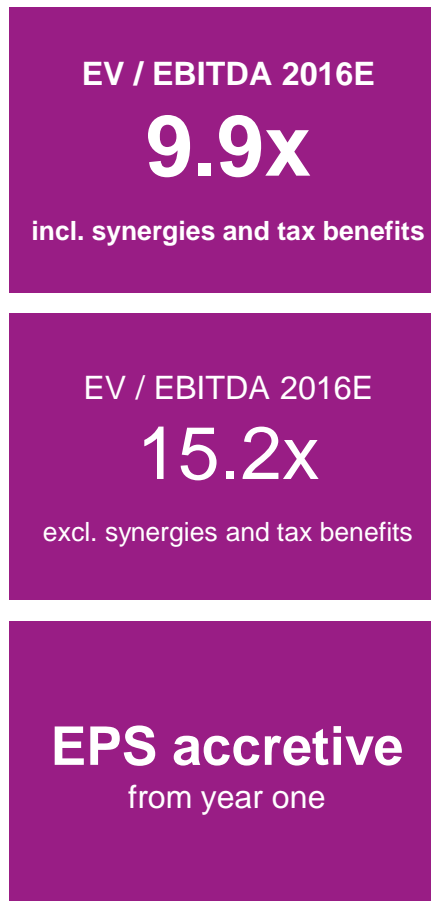 EV / EBITDA 2016E
9.9x
incl. synergies and tax benefits
EV / EBITDA 2016E
15.2x
excl. synergies and tax benefits
EPS accretive
from year one